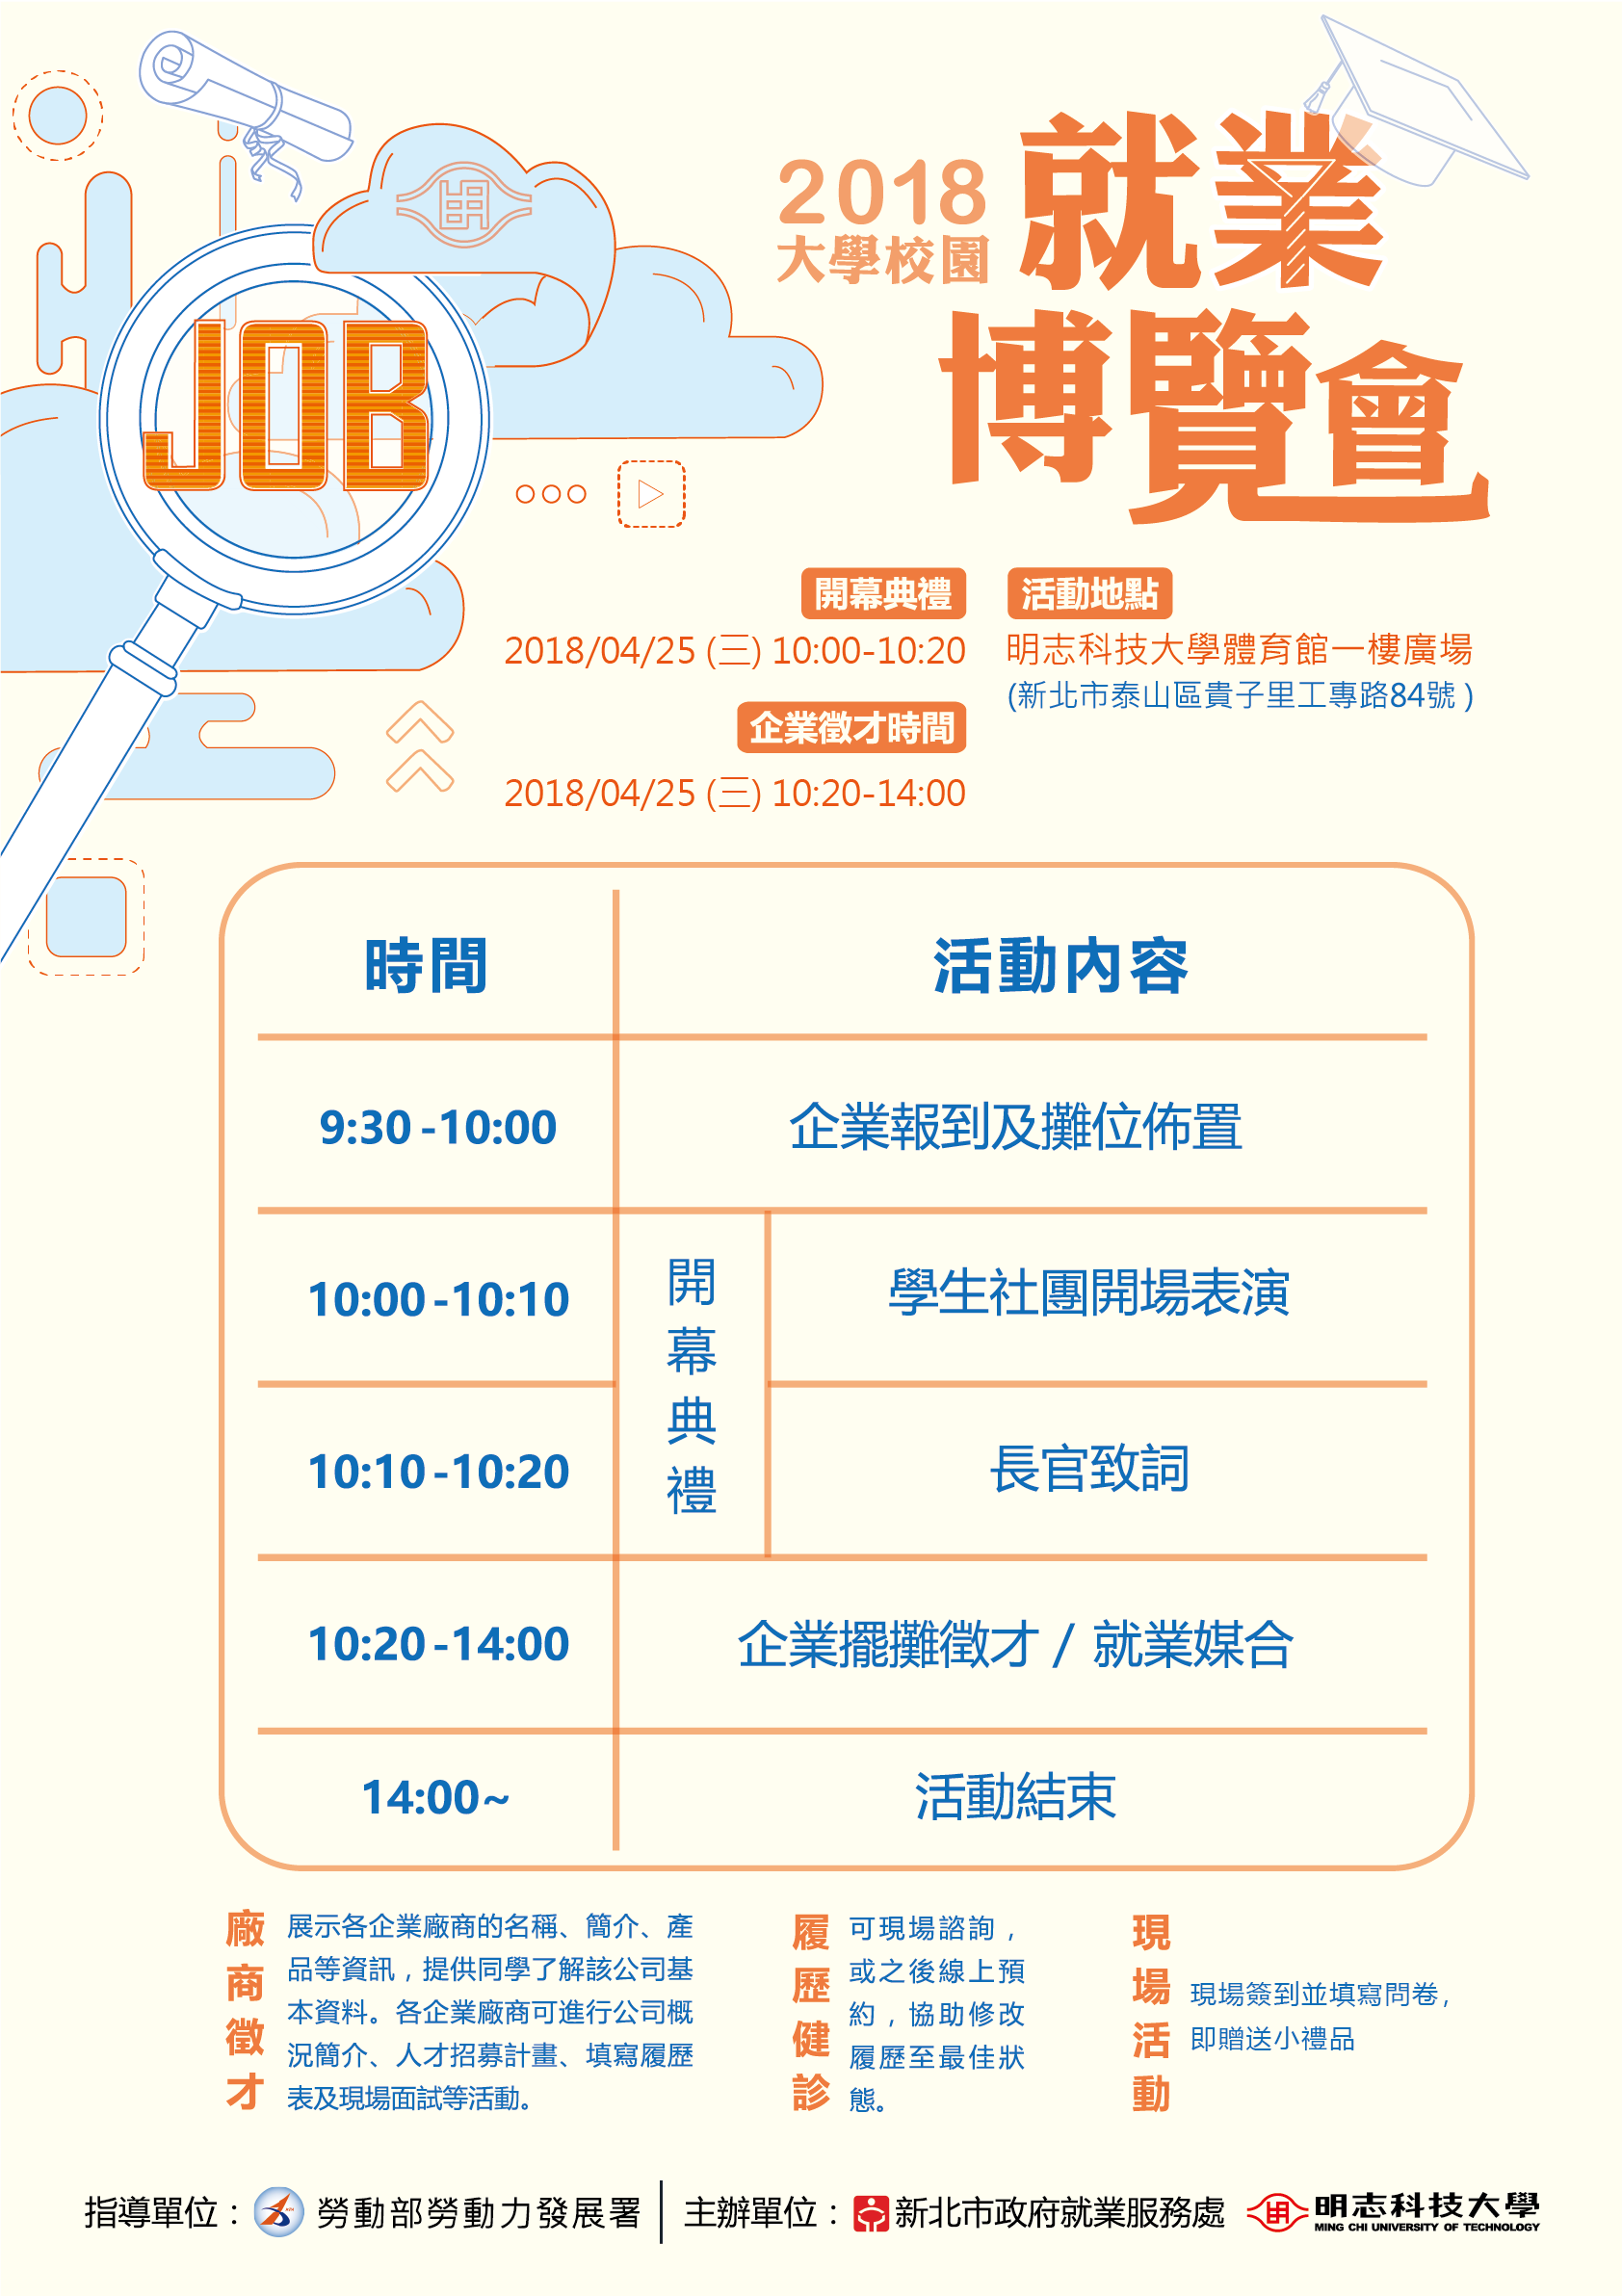 2018
大學校園
就業
博覽會
JOB
明
開幕典禮
2018/04/25 (三) 10:00-10:20
企業徵才時間
2018/04/25 (三) 10:20-14:00
活動地點
明志科技大學體育館一樓廣場
(新北市泰山區貴子里工專路84號)
時間 活動內容
9:30-10:00 企業報到及攤位佈置
開幕典禮
10:00-10:10 學生社團開場表演
10:10-10:20 長官致詞
10:20-14:00 企業擺攤徵才 / 就業媒合
14:00~ 活動結束
廠商徵才
展示各企業廠商的名稱、簡介、產
品等資訊，提供同學了解該公司基
本資料。各企業廠商可進行公司概
況簡介、人才招募計畫、填寫履歷
表及現場面試等活動。
履歷健診
可現場諮詢，
或之後線上預
約，協助修改
履歷至最佳狀
態。
現場活動
現場簽到並填寫問卷，
即贈送小禮品
指導單位：勞動部勞動力發展署
主辦單位：新北市政府就業服務處
明
明志科技大學
MING CHI UNIVERSITY OF TECHNOLOGY